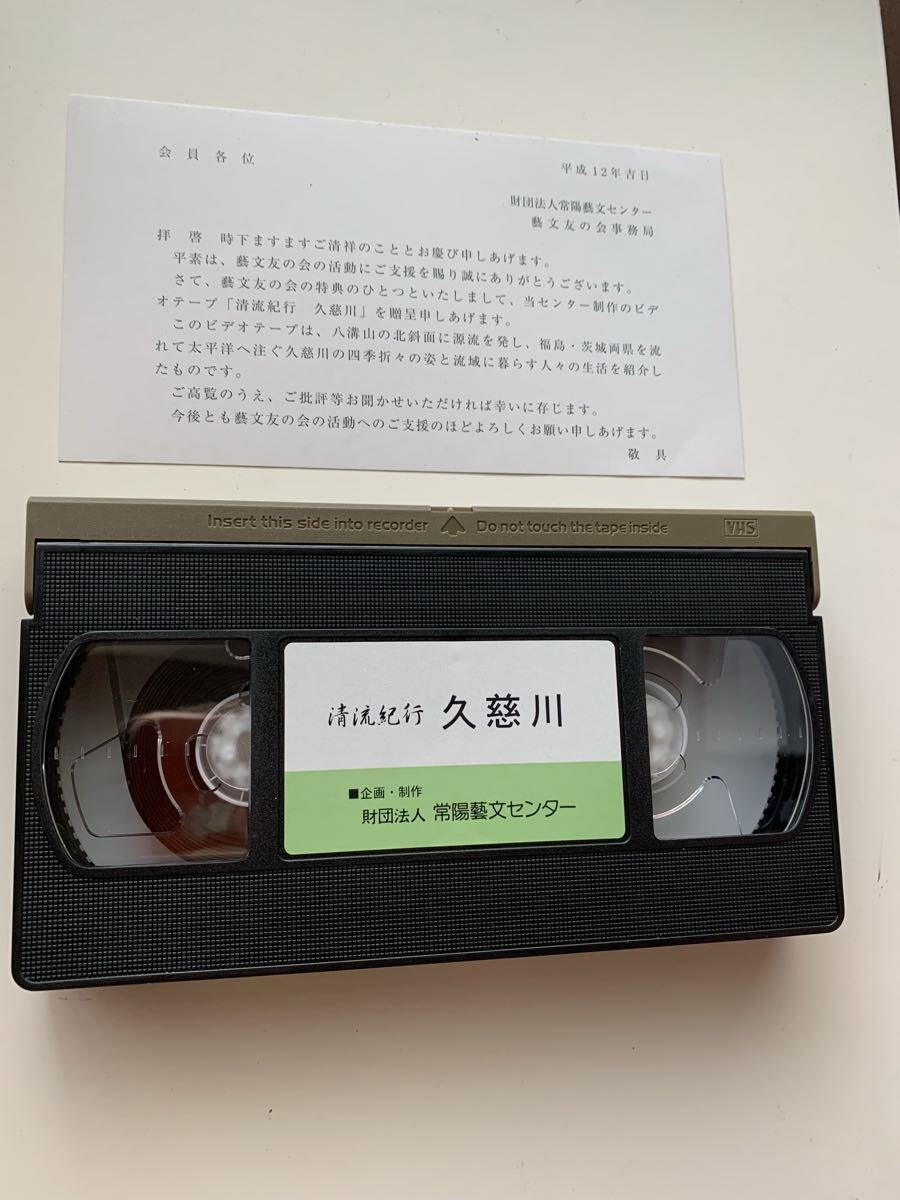 会員各位
平成12年吉日
財団法人常陽藝文センター
藝文友の会事務局
拝 啓 時下ますますご清祥のこととお慶び申しあげます。
平素は、藝文友の会の活動にご支援を賜り誠にありがとうございます。
さて、藝文友の会の特典のひとつといたしまして、当センター制作のビデ
オテープ「清流紀行 久慈川」を贈呈申しあげます。
このビデオテープは、八溝山の北斜面に源流を発し、福島・茨城両県を流
れて太平洋へ注ぐ久慈川の四季折々の姿と流域に暮らす人々の生活を紹介し
たものです。
ご高覧のうえ、ご批評等お聞かせいただければ幸いに存じます。
今後とも藝文友の会の活動へのご支援のほどよろしくお願い申しあげます。
敬 具
Insert this side into recorder Do not touch the tape inside VHS
清流紀行 久慈川
■企画・制作
財団法人 常陽藝文センター